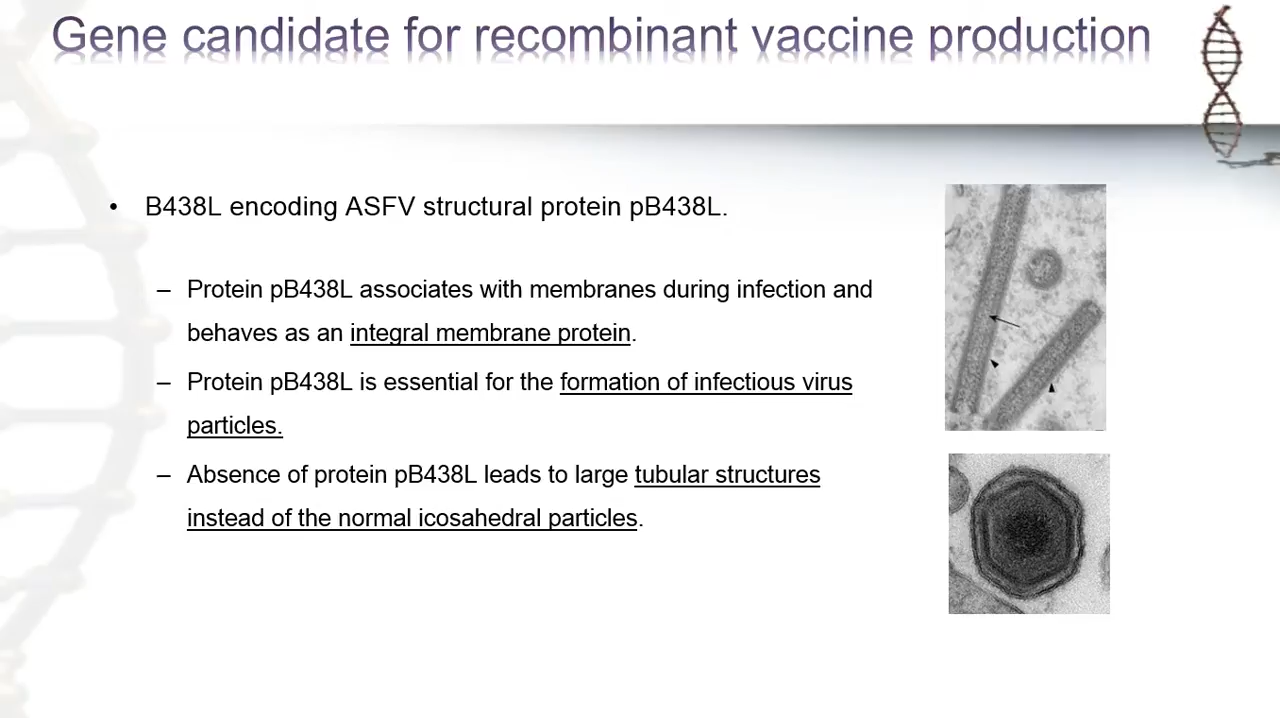 Gene candidate for recombinant vaccine production
• B438L encoding ASFV structural protein pB438L.
– Protein pB438L associates with membranes during infection and
behaves as an integral membrane protein.
– Protein pB438L is essential for the formation of infectious virus
particles.
– Absence of protein pB438L leads to large tubular structures
instead of the normal icosahedral particles.